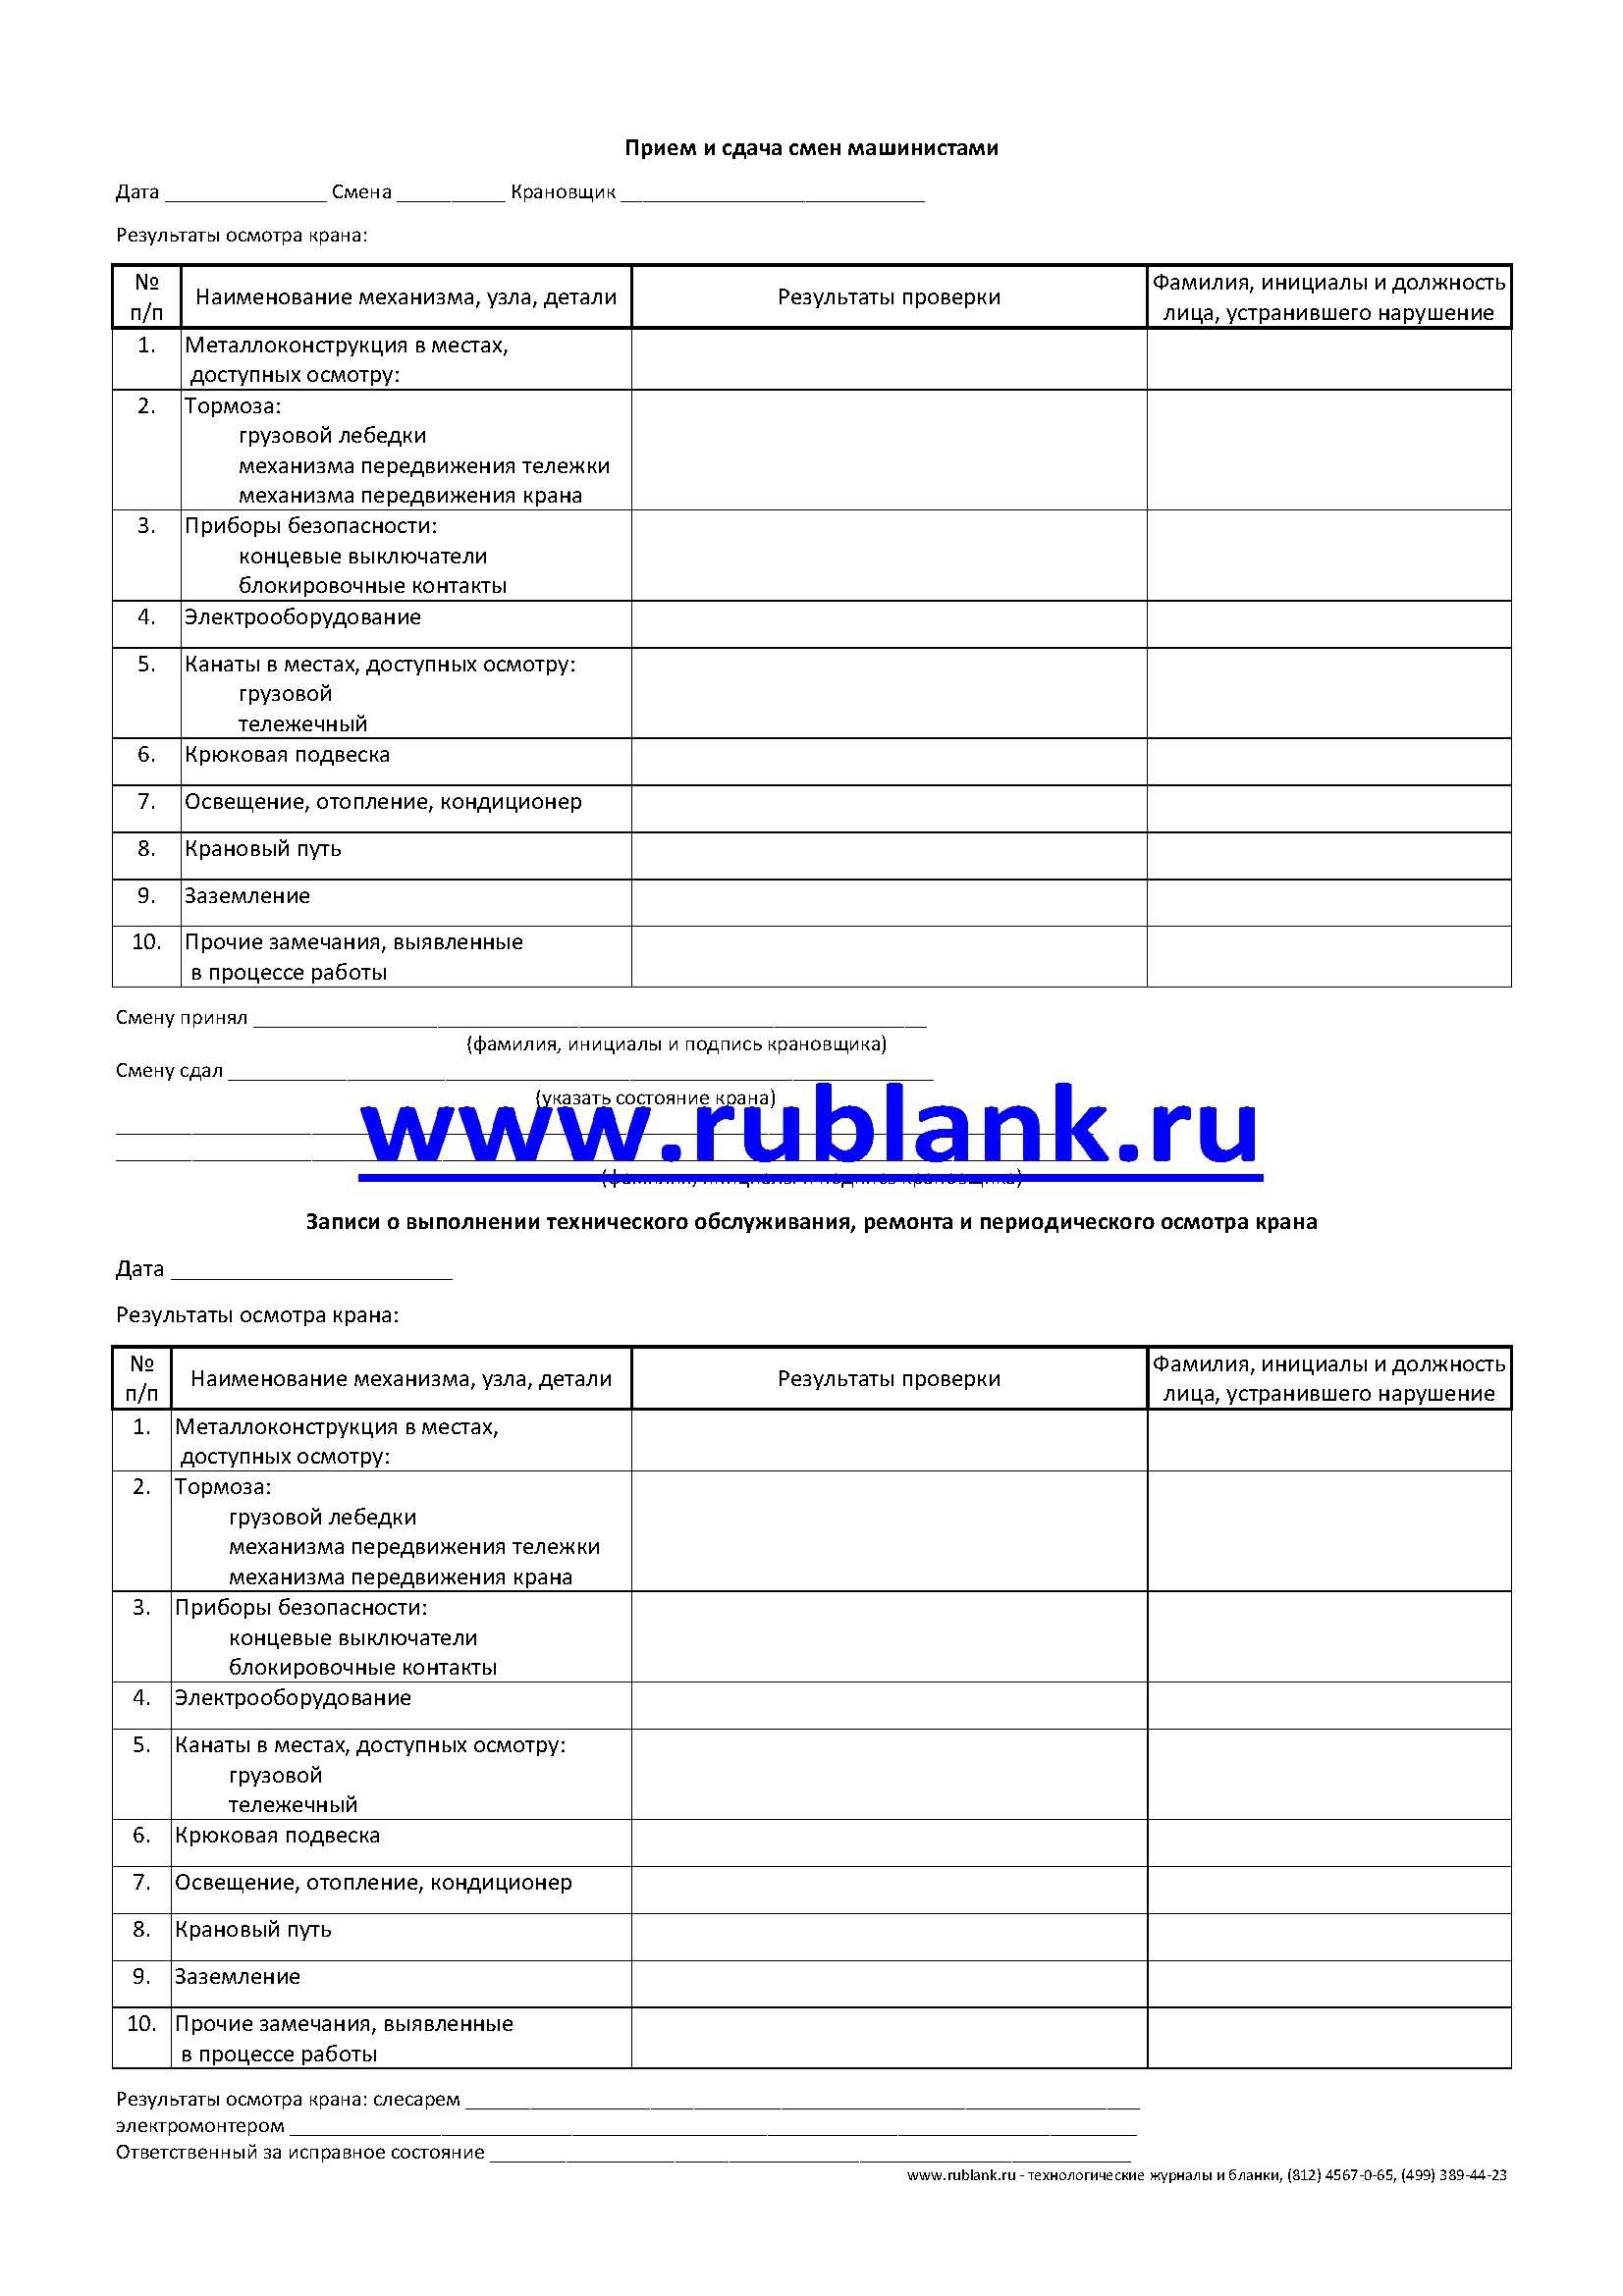 Прием и сдача смен машинистами
Дата _______________ Смена __________ Крановщик ____________________________
Результаты осмотра крана:
№ п/п Наименование механизма, узла, детали Результаты проверки Фамилия, инициалы и должность лица, устранившего нарушение
1. Металлоконструкция в местах,
доступных осмотру:
2. Тормоза:
грузовой лебедки
механизма передвижения тележки
механизма передвижения крана
3. Приборы безопасности:
концевые выключатели
блокировочные контакты
4. Электрооборудование
5. Канаты в местах, доступных осмотру:
грузовой
тележечный
6. Крюковая подвеска
7. Освещение, отопление, кондиционер
8. Крановый путь
9. Заземление
10. Прочие замечания, выявленные
в процессе работы
Смену принял ______________________________________________________________
(фамилия, инициалы и подпись крановщика)
Смену сдал _________________________________________________________________
(указать состояние крана)
www.rublank.ru
(фамилия, инициалы и подпись крановщика)
Записи о выполнении технического обслуживания, ремонта и периодического осмотра крана
Дата __________________________
Результаты осмотра крана:
№ п/п Наименование механизма, узла, детали Результаты проверки Фамилия, инициалы и должность лица, устранившего нарушение
1. Металлоконструкция в местах,
доступных осмотру:
2. Тормоза:
грузовой лебедки
механизма передвижения тележки
механизма передвижения крана
3. Приборы безопасности:
концевые выключатели
блокировочные контакты
4. Электрооборудование
5. Канаты в местах, доступных осмотру:
грузовой
тележечный
6. Крюковая подвеска
7. Освещение, отопление, кондиционер
8. Крановый путь
9. Заземление
10. Прочие замечания, выявленные
в процессе работы
Результаты осмотра крана: слесарем ______________________________________________________________
электромонтером ______________________________________________________________________________
Ответственный за исправное состояние ___________________________________________________________
www.rublank.ru - технологические журналы и бланки, (812) 4567-0-65, (499) 389-44-23